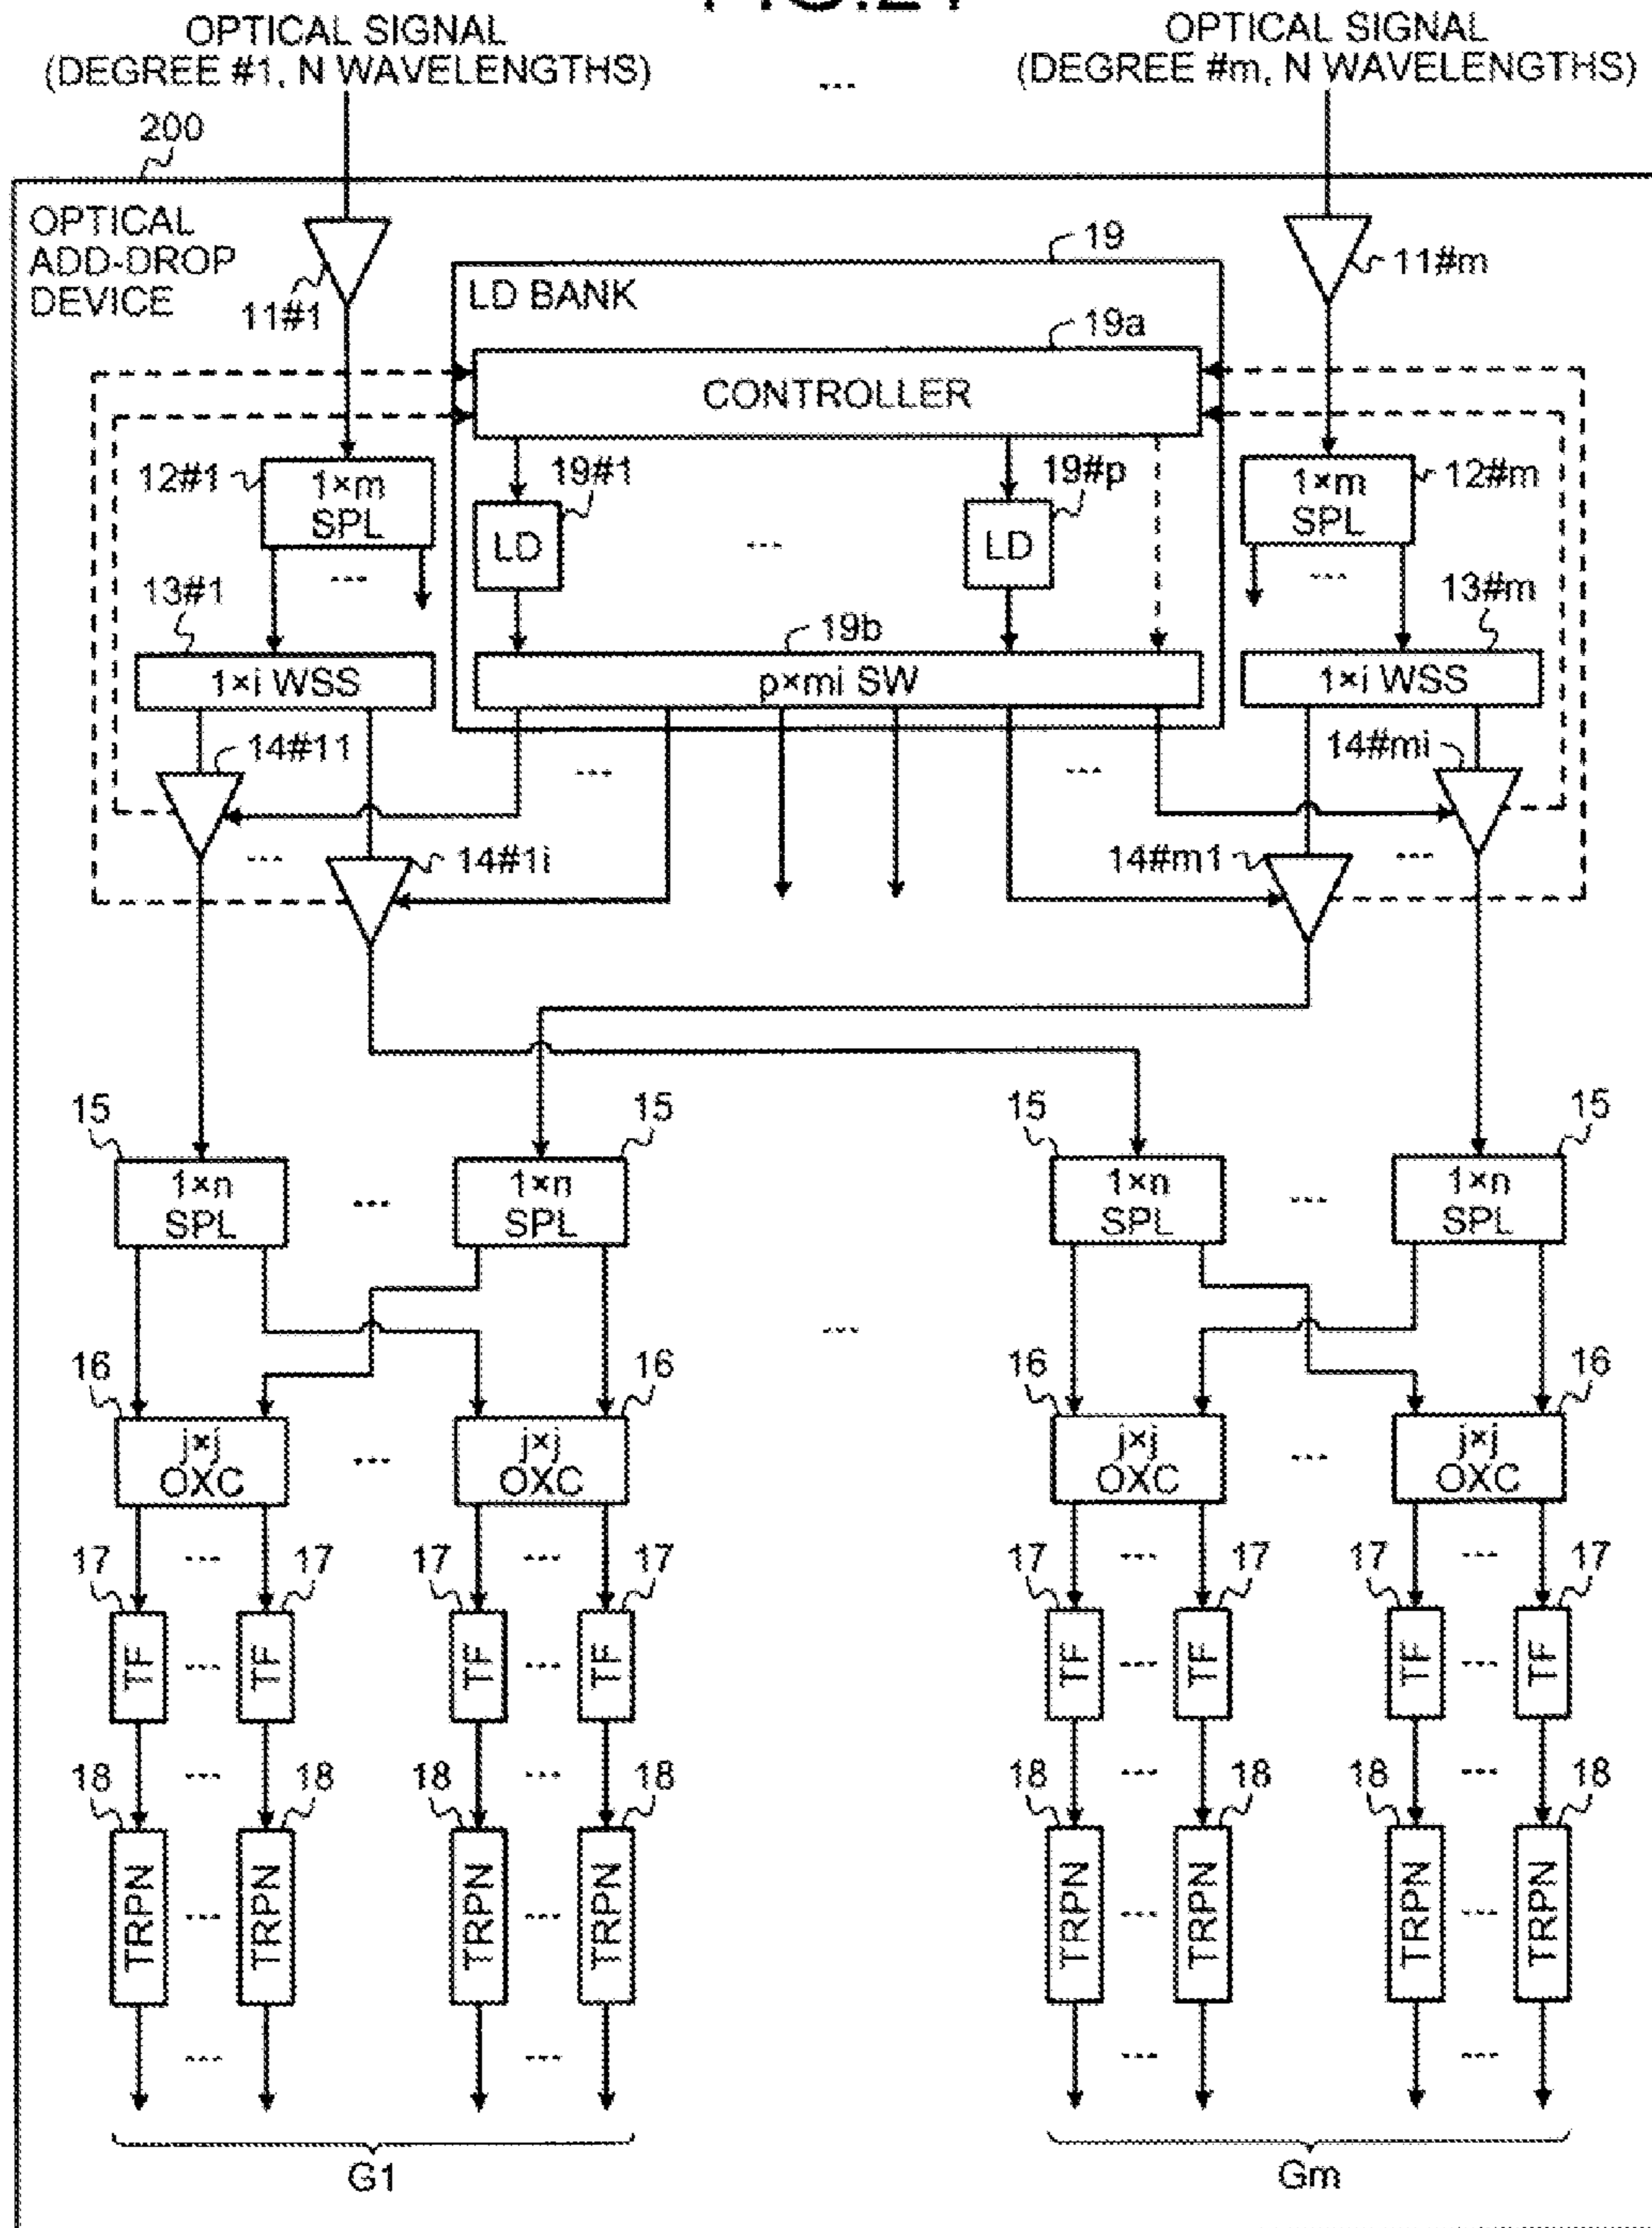 OPTICAL SIGNAL
(DEGREE #1, N WAVELENGTHS)
...
OPTICAL SIGNAL
(DEGREE #m, N WAVELENGTHS)
200
OPTICAL
ADD-DROP
DEVICE
11#1
11#m
19
LD BANK
19a
CONTROLLER
12#1
1×m
SPL
19#1
LD
...
19#p
LD
1×m
SPL
12#m
...
...
13#1
13#m
19b
1×i WSS
p×mi SW
1×i WSS
14#11
14#mi
...
...
...
14#1i
14#m1
...
15
15
15
15
1×n
SPL
...
1×n
SPL
1×n
SPL
...
1×n
SPL
...
16
16
16
16
j×j
OXC
...
j×j
OXC
j×j
OXC
...
j×j
OXC
17 ... 17
17 ... 17
17 ... 17
17 ... 17
TF ... TF
TF ... TF
TF ... TF
TF ... TF
18 ... 18
18 ... 18
18 ... 18
18 ... 18
TRPN ... TRPN
TRPN ... TRPN
TRPN ... TRPN
TRPN ... TRPN
...
...
...
...
G1
Gm